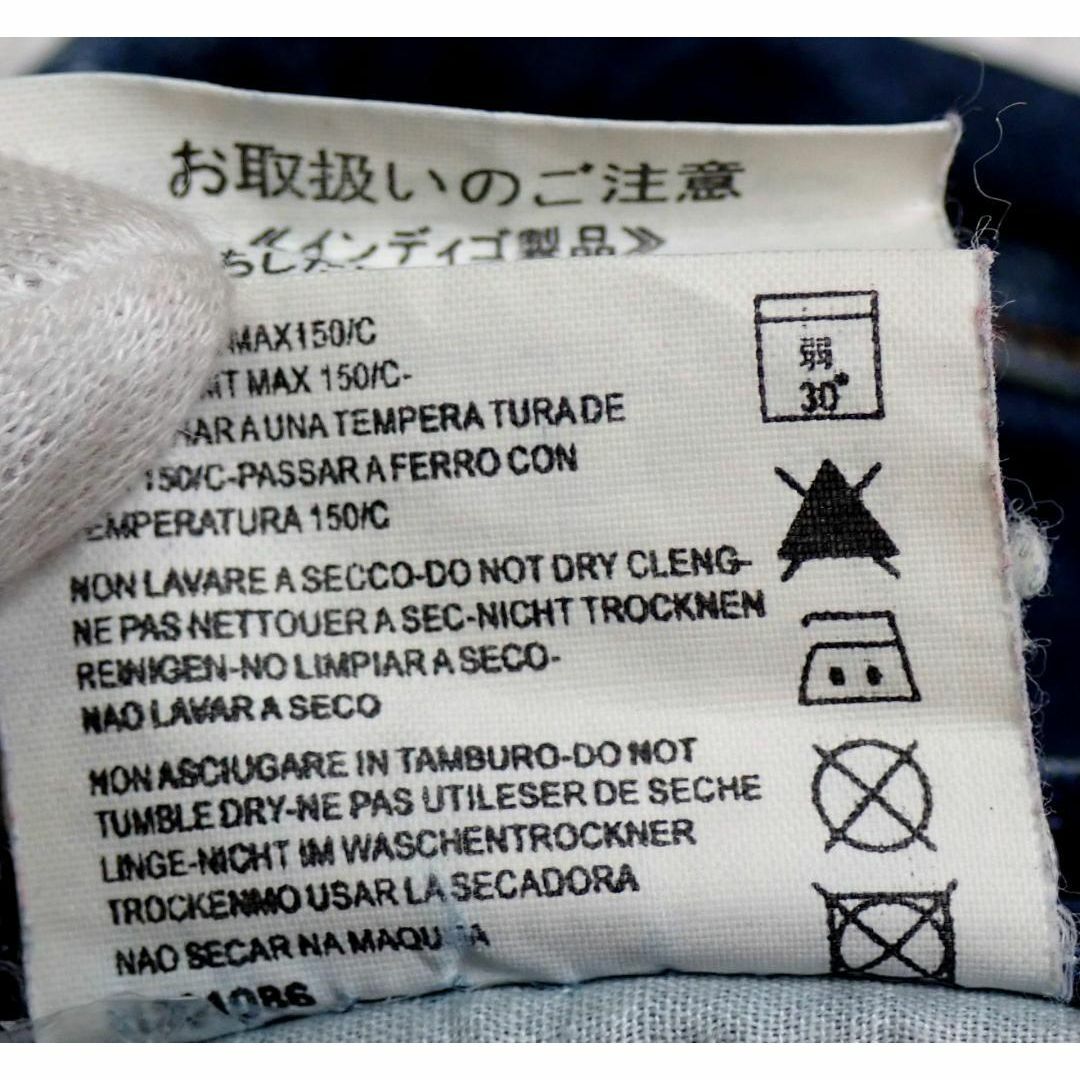 お取扱いのご注意
≪インディゴ製品≫
MAX150/C
MT MAX 150/C-
AR A UNA TEMPERA TURA DE
150/C-PASSAR A FERRO CON
EMPERATURA 150/C
NON LAVARE A SECCO-DO NOT DRY CLENG-
NE PAS NETTOUER A SEC-NICHT TROCKNEN
REINIGEN-NO LIMPIAR A SECO-
NAO LAVAR A SECO
NON ASCIUGARE IN TAMBURO-DO NOT
TUMBLE DRY-NE PAS UTILESER DE SECHE
LINGE-NICHT IM WASCHENTROCKNER
TROCKENMO USAR LA SECADORA
NAO SECAR NA MAQU A
1086
弱
30°